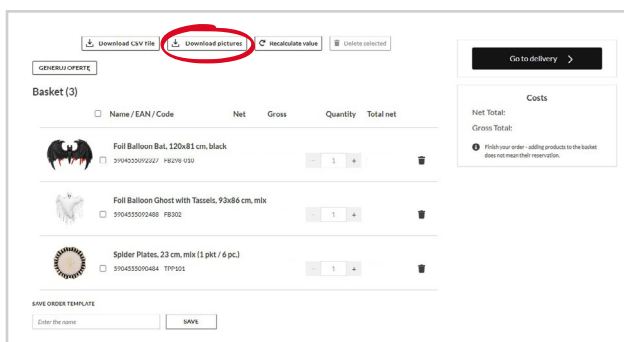 Download CSV file
Download pictures
Recalculate value
Delete selected
GENERUJ OFERTĘ
Go to delivery
Basket (3)
Costs
Name / EAN / Code Net Gross Quantity Total net
Net Total:
Gross Total:
Finish your order - adding products to the basket
does not mean their reservation.
Foil Balloon Bat, 120x81 cm, black
5904555092327 FB298-010
- 1 +
Foil Balloon Ghost with Tassels, 93x86 cm, mix
5904555092488 FB302
- 1 +
Spider Plates, 23 cm, mix (1 pkt / 6 pc.)
5904555090484 TPP101
- 1 +
SAVE ORDER TEMPLATE
Enter the name
SAVE